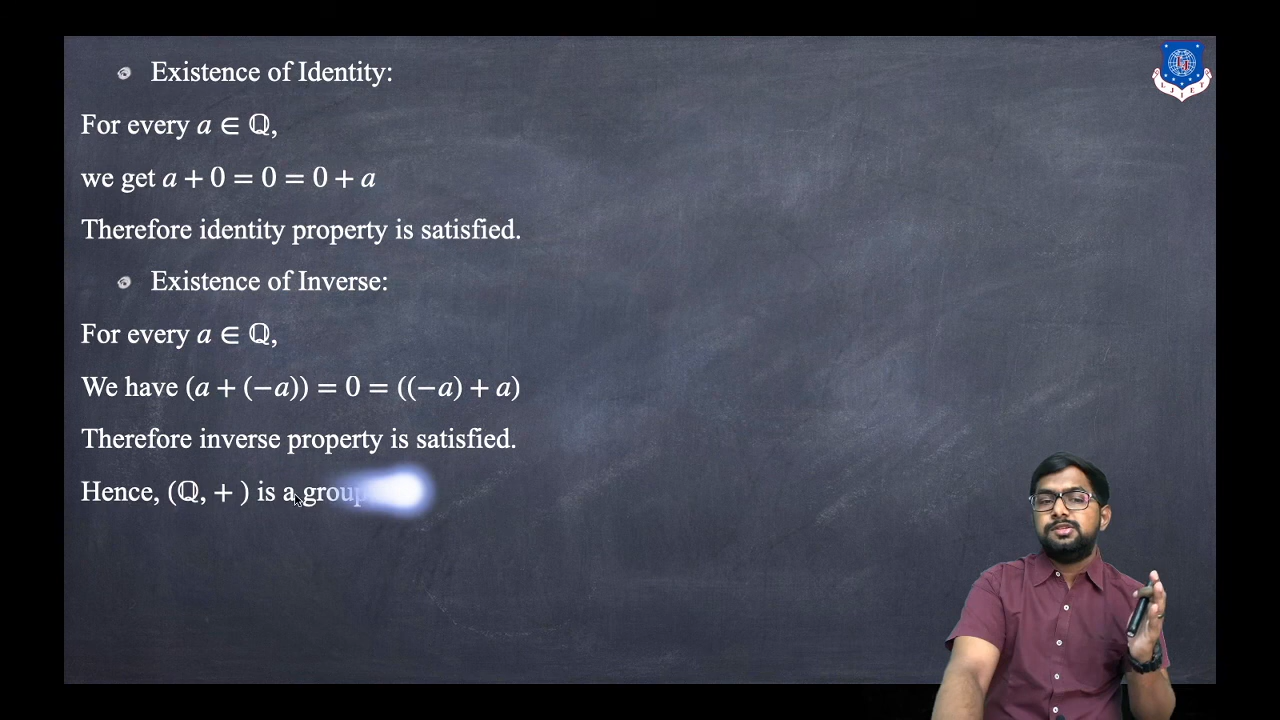 Existence of Identity:
For every a ∈ ℚ,
we get a + 0 = 0 = 0 + a
Therefore identity property is satisfied.
Existence of Inverse:
For every a ∈ ℚ,
We have (a + (−a)) = 0 = ((−a) + a)
Therefore inverse property is satisfied.
Hence, (ℚ, + ) is a group
L J I E T